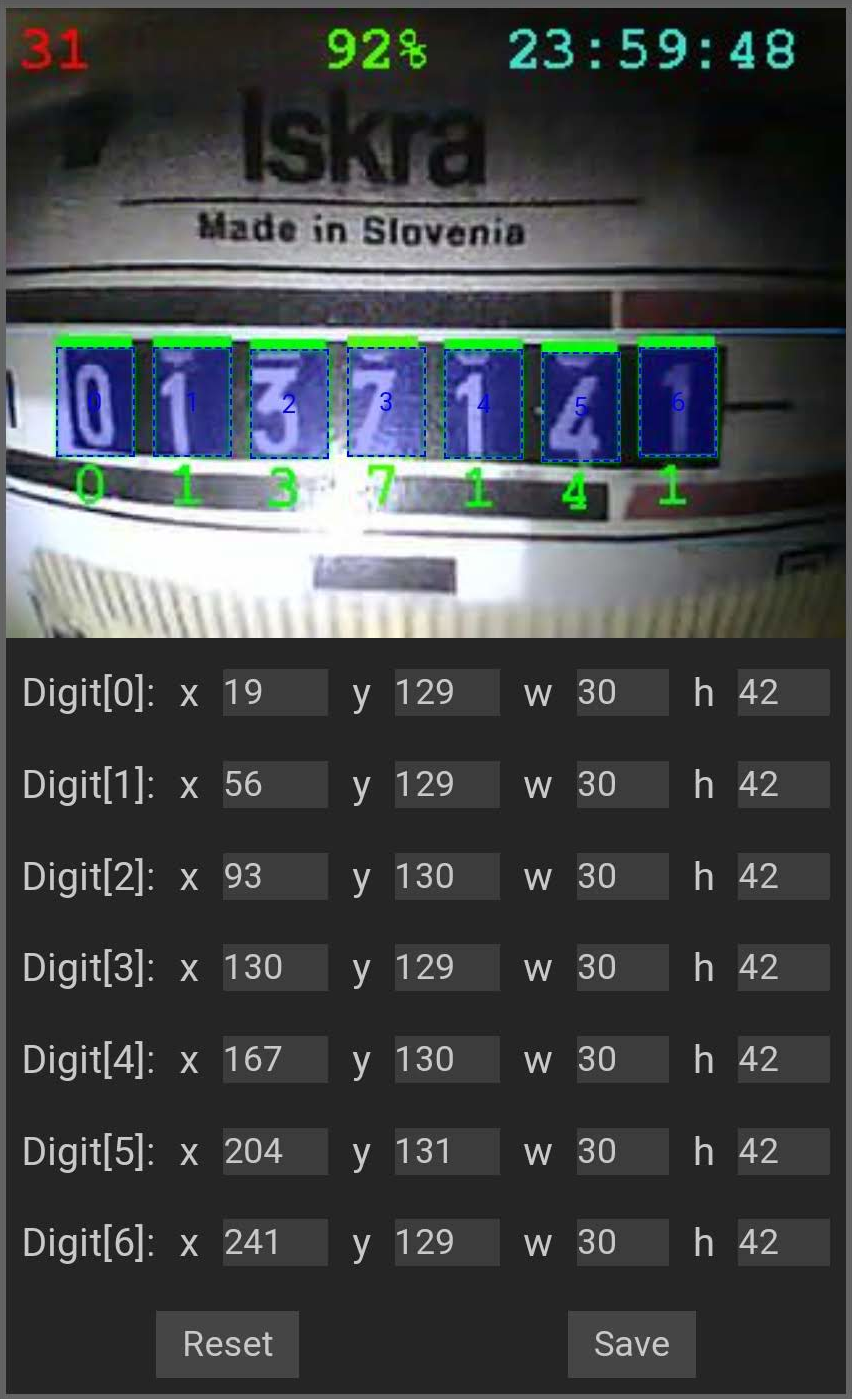 31 92% 23:59:48
Iskra
Made in Slovenia
0 1 3 7 1 4 1
0 1 2 3 4 5 6
0 1 3 7 1 4 1
Digit[0]: x 19 y 129 w 30 h 42
Digit[1]: x 56 y 129 w 30 h 42
Digit[2]: x 93 y 130 w 30 h 42
Digit[3]: x 130 y 129 w 30 h 42
Digit[4]: x 167 y 130 w 30 h 42
Digit[5]: x 204 y 131 w 30 h 42
Digit[6]: x 241 y 129 w 30 h 42
Reset Save